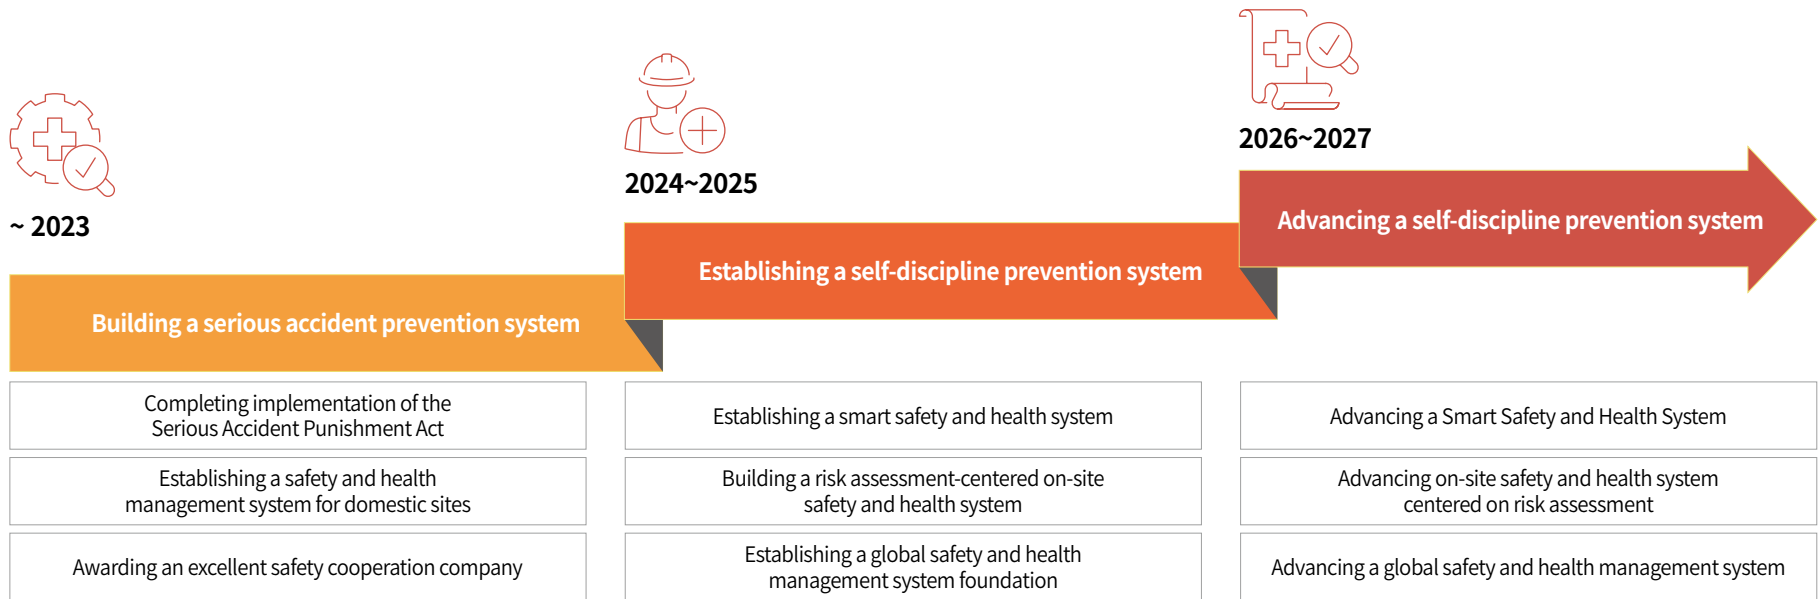 ~ 2023
Building a serious accident prevention system
Completing implementation of the
Serious Accident Punishment Act
Establishing a safety and health
management system for domestic sites
Awarding an excellent safety cooperation company
2024~2025
Establishing a self-discipline prevention system
Establishing a smart safety and health system
Building a risk assessment-centered on-site
safety and health system
Establishing a global safety and health
management system foundation
2026~2027
Advancing a self-discipline prevention system
Advancing a Smart Safety and Health System
Advancing on-site safety and health system
centered on risk assessment
Advancing a global safety and health management system